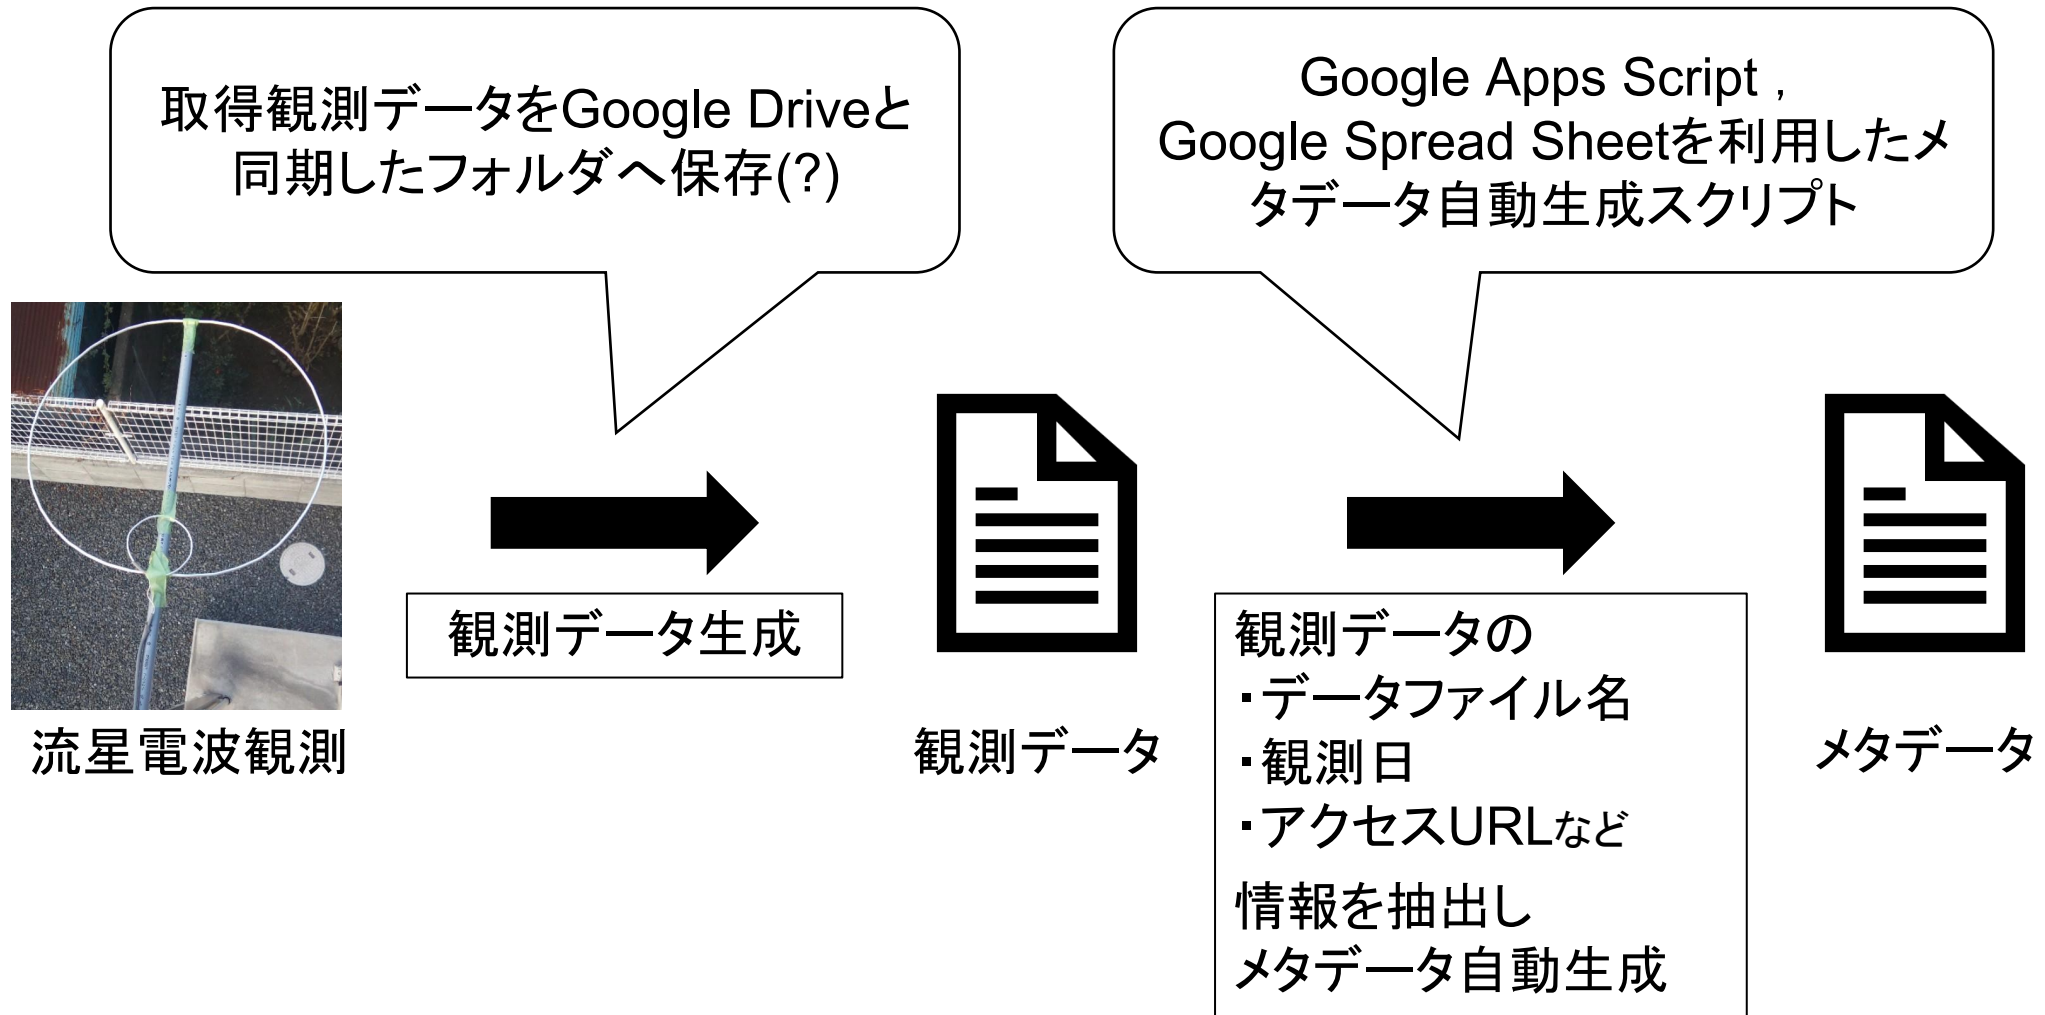 取得観測データをGoogle Driveと
同期したフォルダへ保存(?)
Google Apps Script ,
Google Spread Sheetを利用したメ
タデータ自動生成スクリプト
流星電波観測
観測データ生成
観測データ
観測データの
・データファイル名
・観測日
・アクセスURLなど
情報を抽出し
メタデータ自動生成
メタデータ